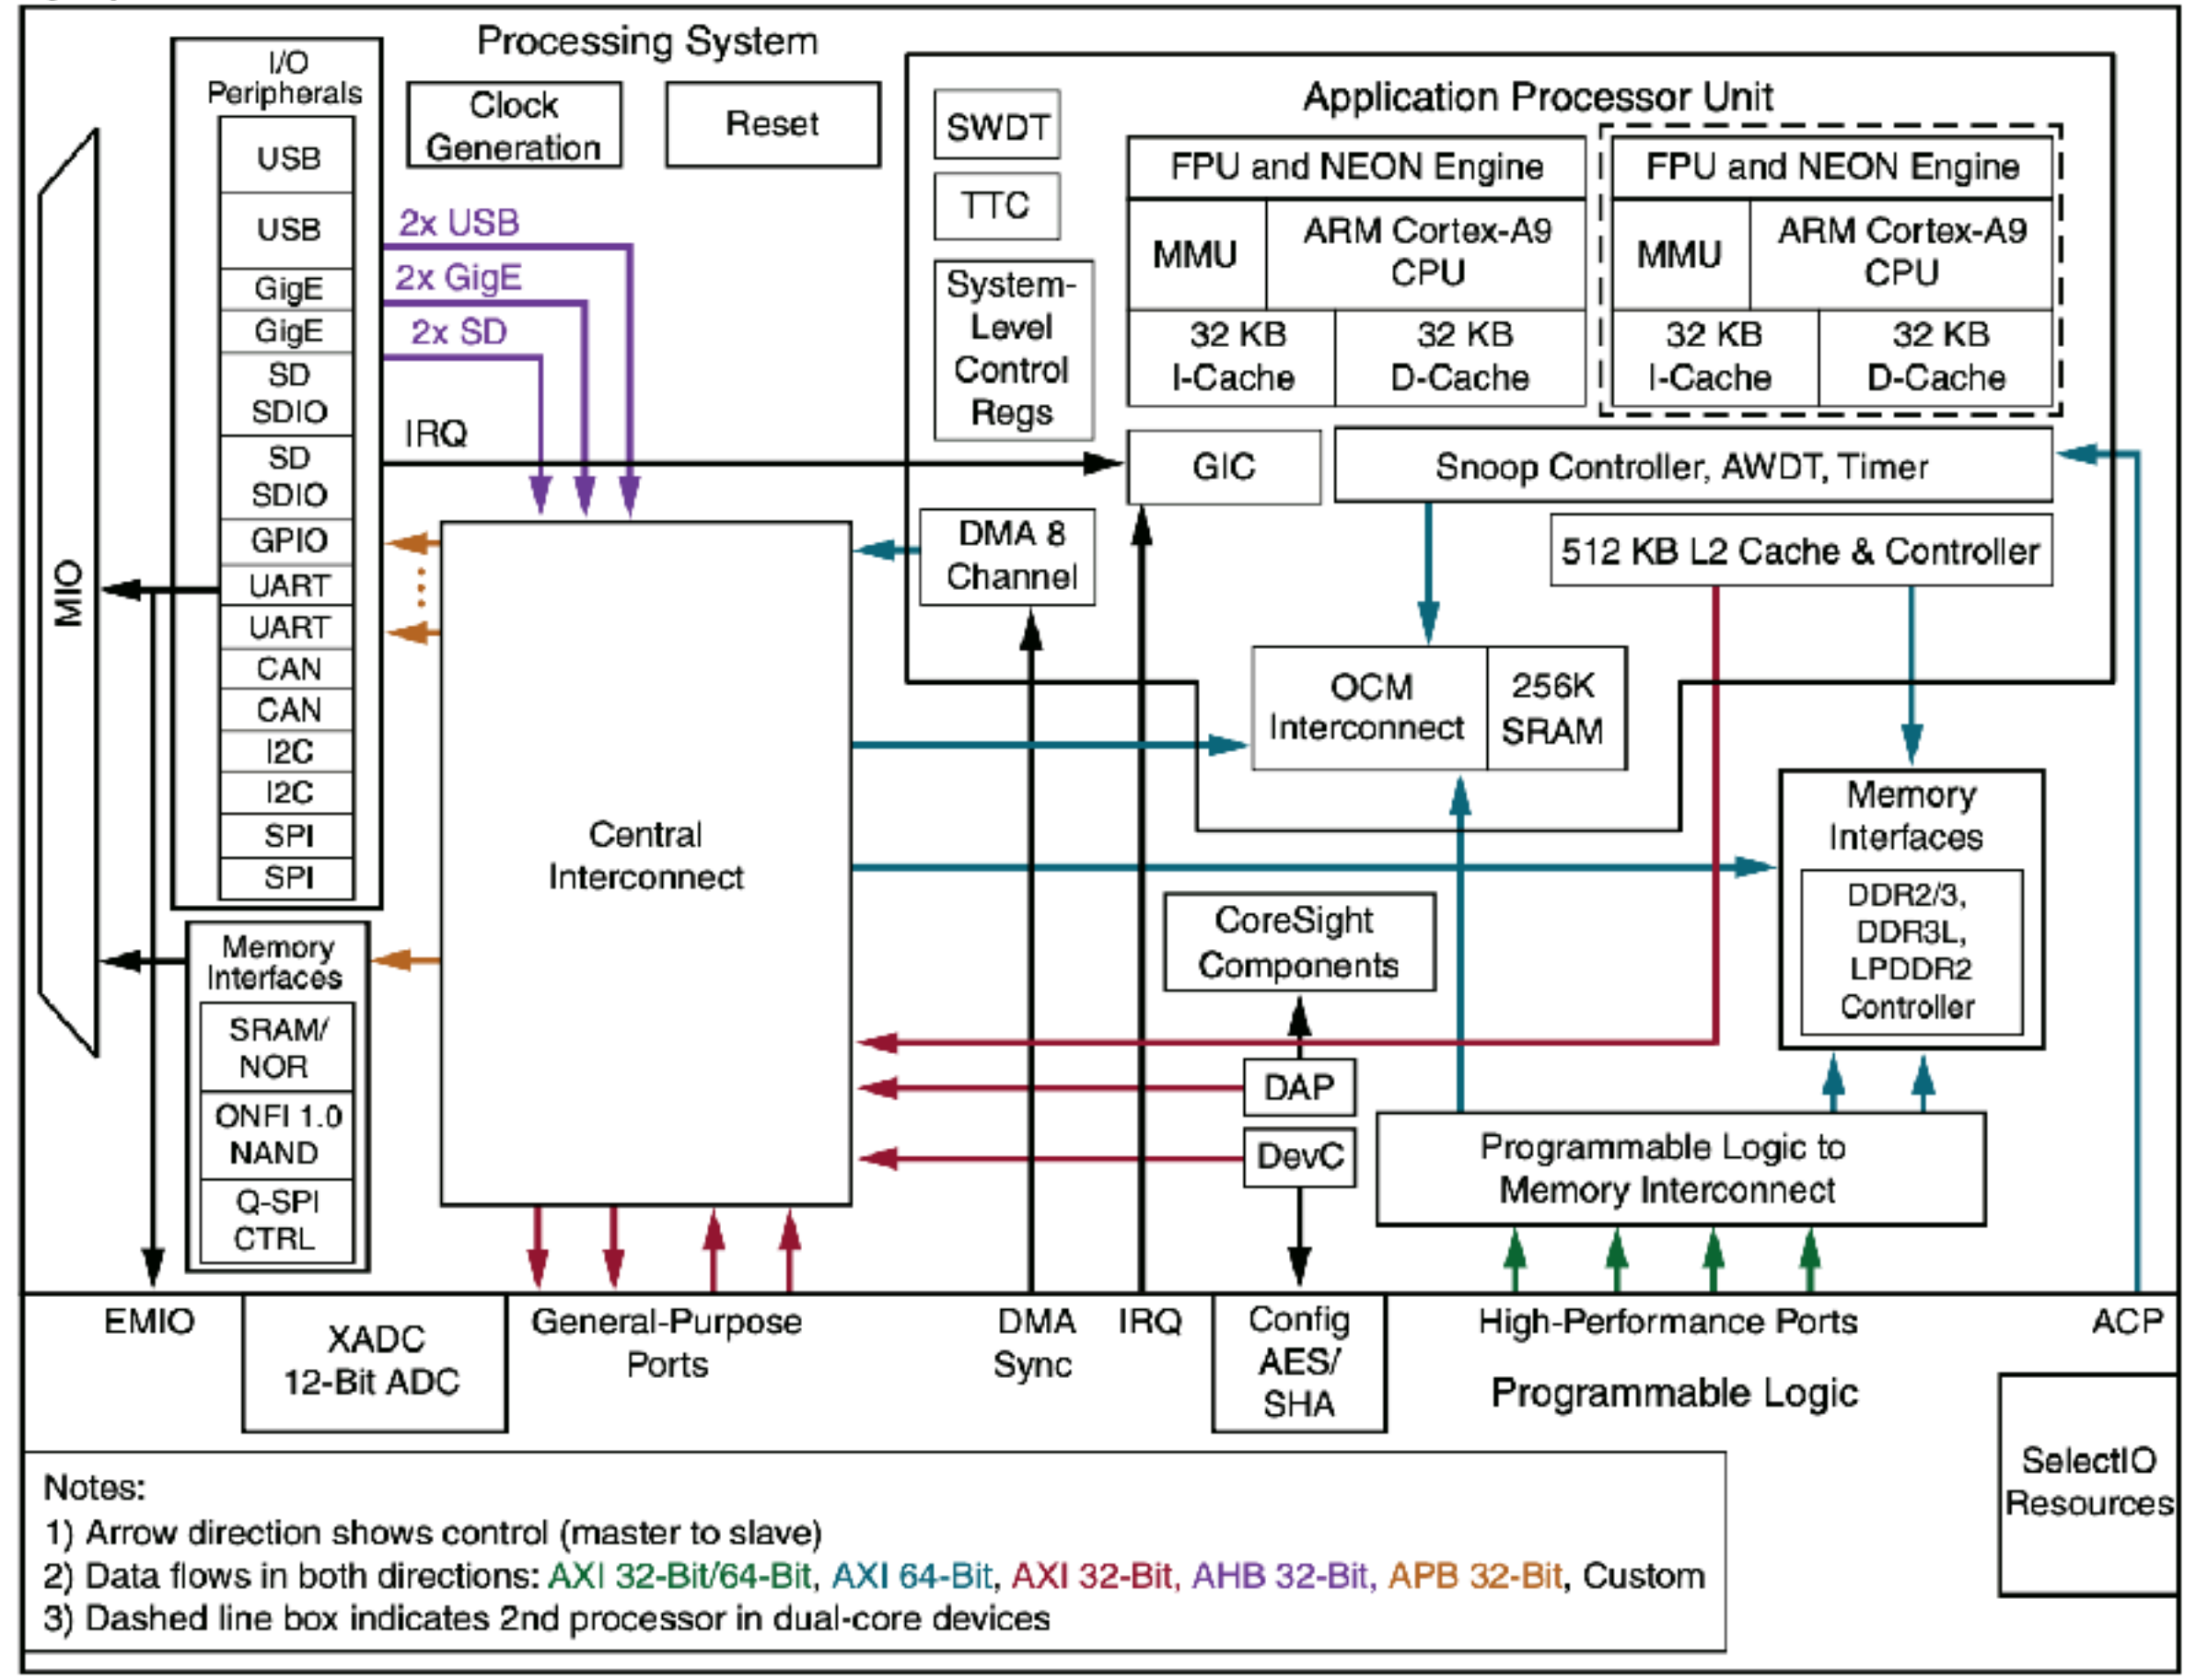 Processing System
I/O
Peripherals
USB
USB
GigE
GigE
SD
SDIO
SD
SDIO
GPIO
UART
UART
CAN
CAN
I2C
I2C
SPI
SPI
MIO
Clock
Generation
Reset
2x USB
2x GigE
2x SD
IRQ
Application Processor Unit
SWDT
TTC
System-
Level
Control
Regs
FPU and NEON Engine
MMU
ARM Cortex-A9
CPU
32 KB
I-Cache
32 KB
D-Cache
FPU and NEON Engine
MMU
ARM Cortex-A9
CPU
32 KB
I-Cache
32 KB
D-Cache
GIC
Snoop Controller, AWDT, Timer
DMA 8
Channel
512 KB L2 Cache & Controller
OCM
Interconnect
256K
SRAM
Central
Interconnect
Memory
Interfaces
DDR2/3,
DDR3L,
LPDDR2
Controller
CoreSight
Components
DAP
DevC
Programmable Logic to
Memory Interconnect
Memory
Interfaces
SRAM/
NOR
ONFI 1.0
NAND
Q-SPI
CTRL
EMIO
XADC
12-Bit ADC
General-Purpose
Ports
DMA
Sync
IRQ
Config
AES/
SHA
High-Performance Ports
ACP
Programmable Logic
SelectIO
Resources
Notes:
1) Arrow direction shows control (master to slave)
2) Data flows in both directions: AXI 32-Bit/64-Bit, AXI 64-Bit, AXI 32-Bit, AHB 32-Bit, APB 32-Bit, Custom
3) Dashed line box indicates 2nd processor in dual-core devices